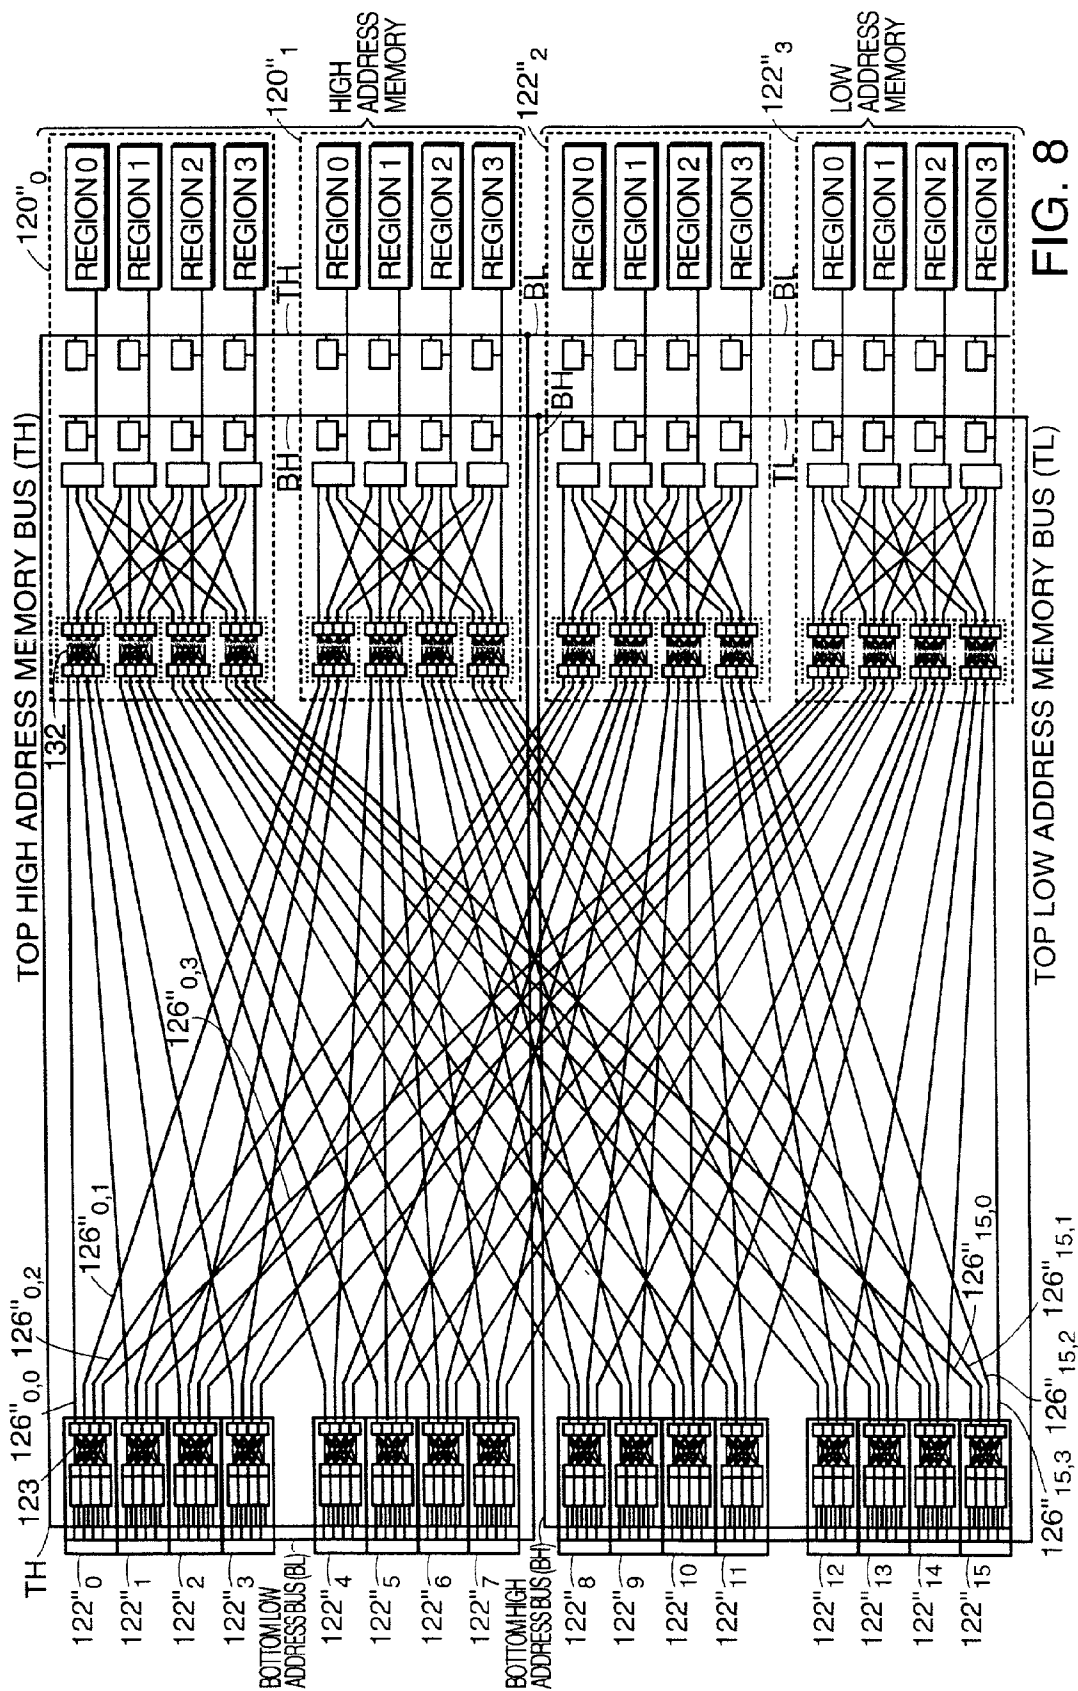 120"0
120"1
HIGH
ADDRESS
MEMORY
122"2
122"3
LOW
ADDRESS
MEMORY
REGION 0
REGION 1
REGION 2
REGION 3
REGION 0
REGION 1
REGION 2
REGION 3
REGION 0
REGION 1
REGION 2
REGION 3
REGION 0
REGION 1
REGION 2
REGION 3
FIG. 8
TH
BL
BL
BH
BH
TL
TOP HIGH ADDRESS MEMORY BUS (TH)
TOP LOW ADDRESS MEMORY BUS (TL)
132
126"0,3
126"0,1
126"0,2
126"0,0
123
TH
126"15,0
126"15,1
126"15,2
126"15,3
122"0
122"1
122"2
122"3
BOTTOM LOW
ADDRESS BUS (BL)
122"4
122"5
122"6
122"7
BOTTOM HIGH
ADDRESS BUS (BH)
122"8
122"9
122"10
122"11
122"12
122"13
122"14
122"15